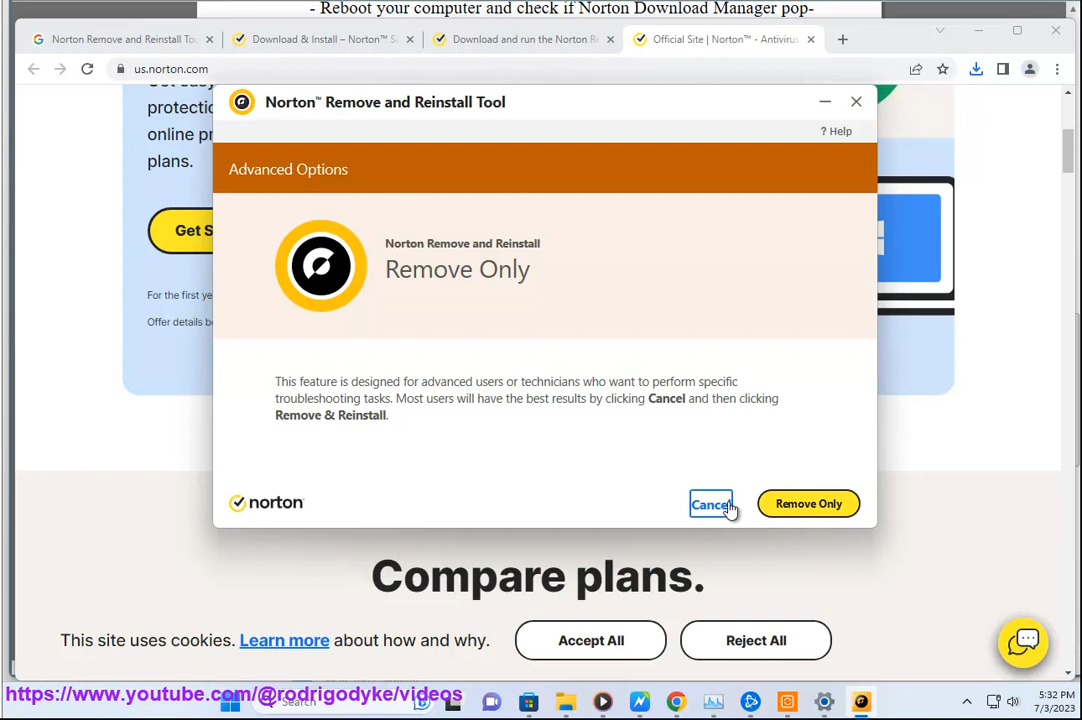 - Reboot your computer and check if Norton Download Manager pop-
Norton Remove and Reinstall To
Download & Install – Norton™ S
Download and run the Norton R
Official Site | Norton™ - Antivirus
us.norton.com
protectio
online pr
plans.
Get S
For the first ye
Offer details b
Norton™ Remove and Reinstall Tool
? Help
Advanced Options
Norton Remove and Reinstall
Remove Only
This feature is designed for advanced users or technicians who want to perform specific
troubleshooting tasks. Most users will have the best results by clicking Cancel and then clicking
Remove & Reinstall.
norton
Cancel
Remove Only
Compare plans.
This site uses cookies. Learn more about how and why.
Accept All
Reject All
https://www.youtube.com/@rodrigodyke/videos
Search
5:32 PM
7/3/2023